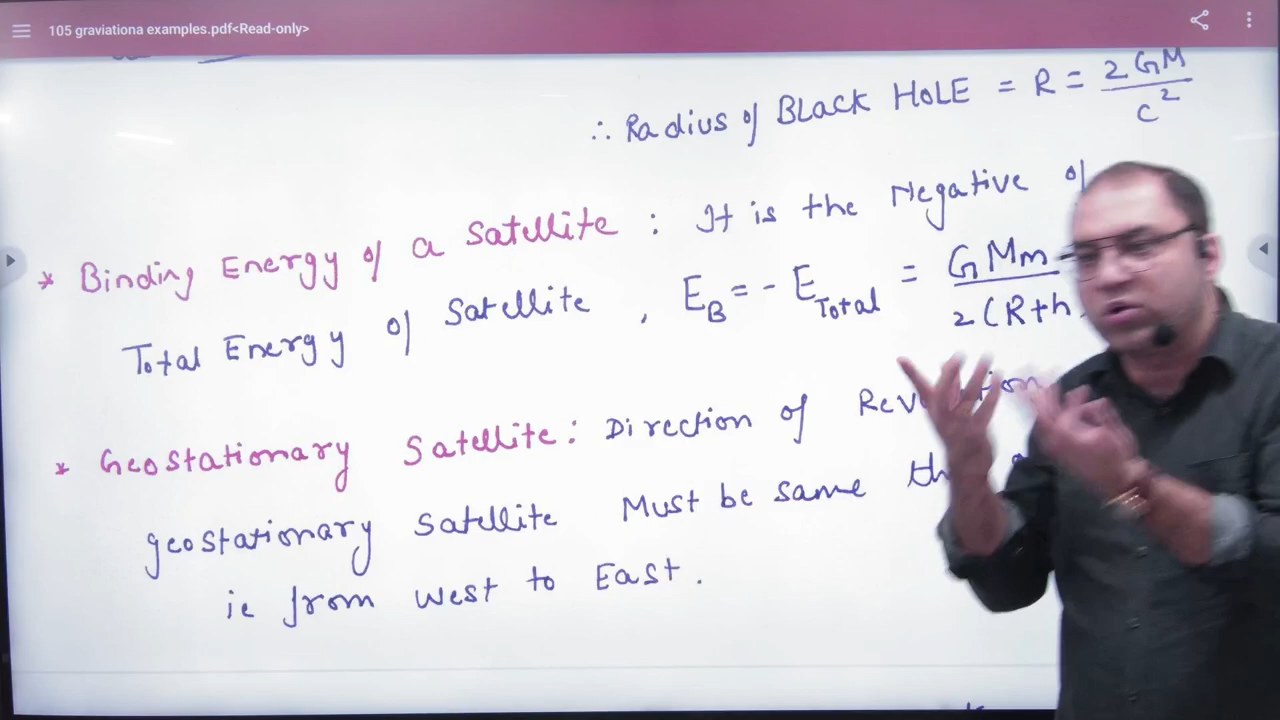 105 graviationa examples.pdf<Read-only>
∴ Radius of BLACK HOLE = R = 2GM / c²
* Binding Energy of a Satellite : It is the Negative of
Total Energy of Satellite , E_B = - E_Total = GMm / 2(R+h
* Geostationary Satellite : Direction of
geostationary Satellite Must be same
ie from west to East .